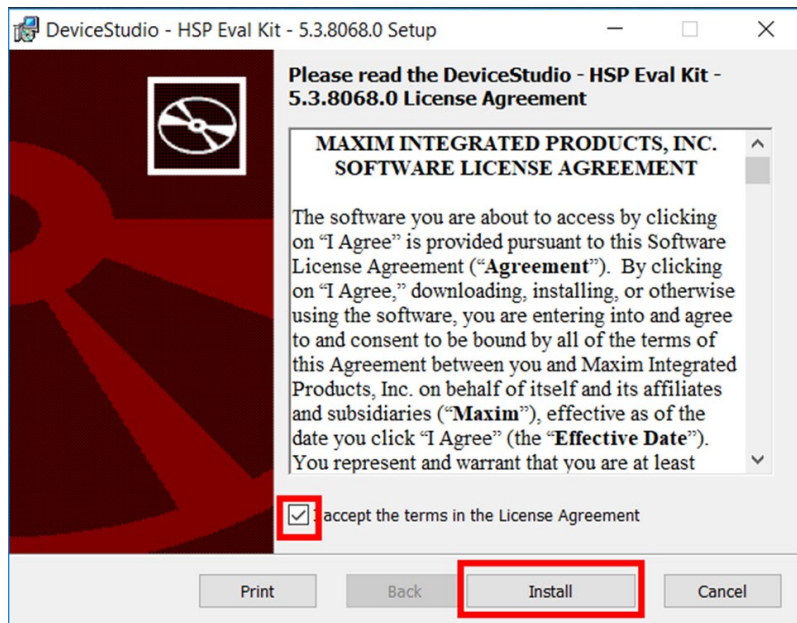 DeviceStudio - HSP Eval Kit - 5.3.8068.0 Setup
Please read the DeviceStudio - HSP Eval Kit -
5.3.8068.0 License Agreement
MAXIM INTEGRATED PRODUCTS, INC.
SOFTWARE LICENSE AGREEMENT
The software you are about to access by clicking
on “I Agree” is provided pursuant to this Software
License Agreement (“Agreement”).  By clicking
on “I Agree,” downloading, installing, or otherwise
using the software, you are entering into and agree
to and consent to be bound by all of the terms of
this Agreement between you and Maxim Integrated
Products, Inc. on behalf of itself and its affiliates
and subsidiaries (“Maxim”), effective as of the
date you click “I Agree” (the “Effective Date”).
You represent and warrant that you are at least
I accept the terms in the License Agreement
Print
Back
Install
Cancel